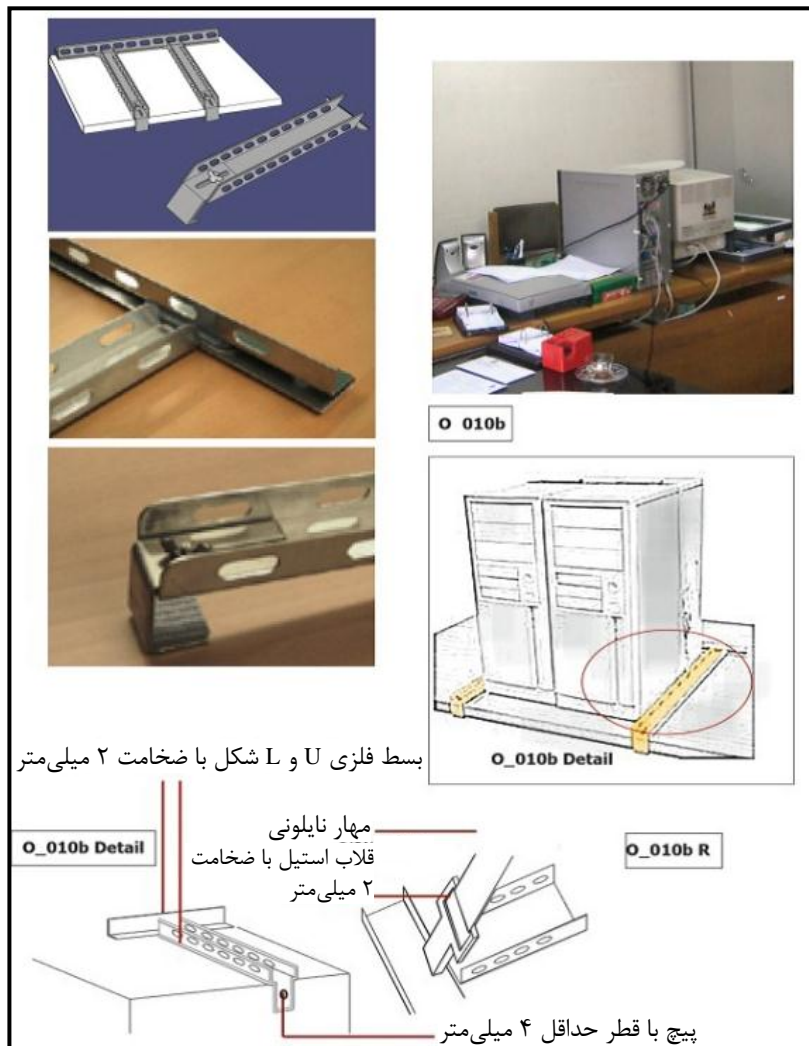 O 010b
O_010b Detail
بسط فلزی U و L شکل با ضخامت ۲ میلی‌متر
O_010b Detail
مهار نایلونی
قلاب استیل با ضخامت
۲ میلی‌متر
O_010b R
پیچ با قطر حداقل ۴ میلی‌متر